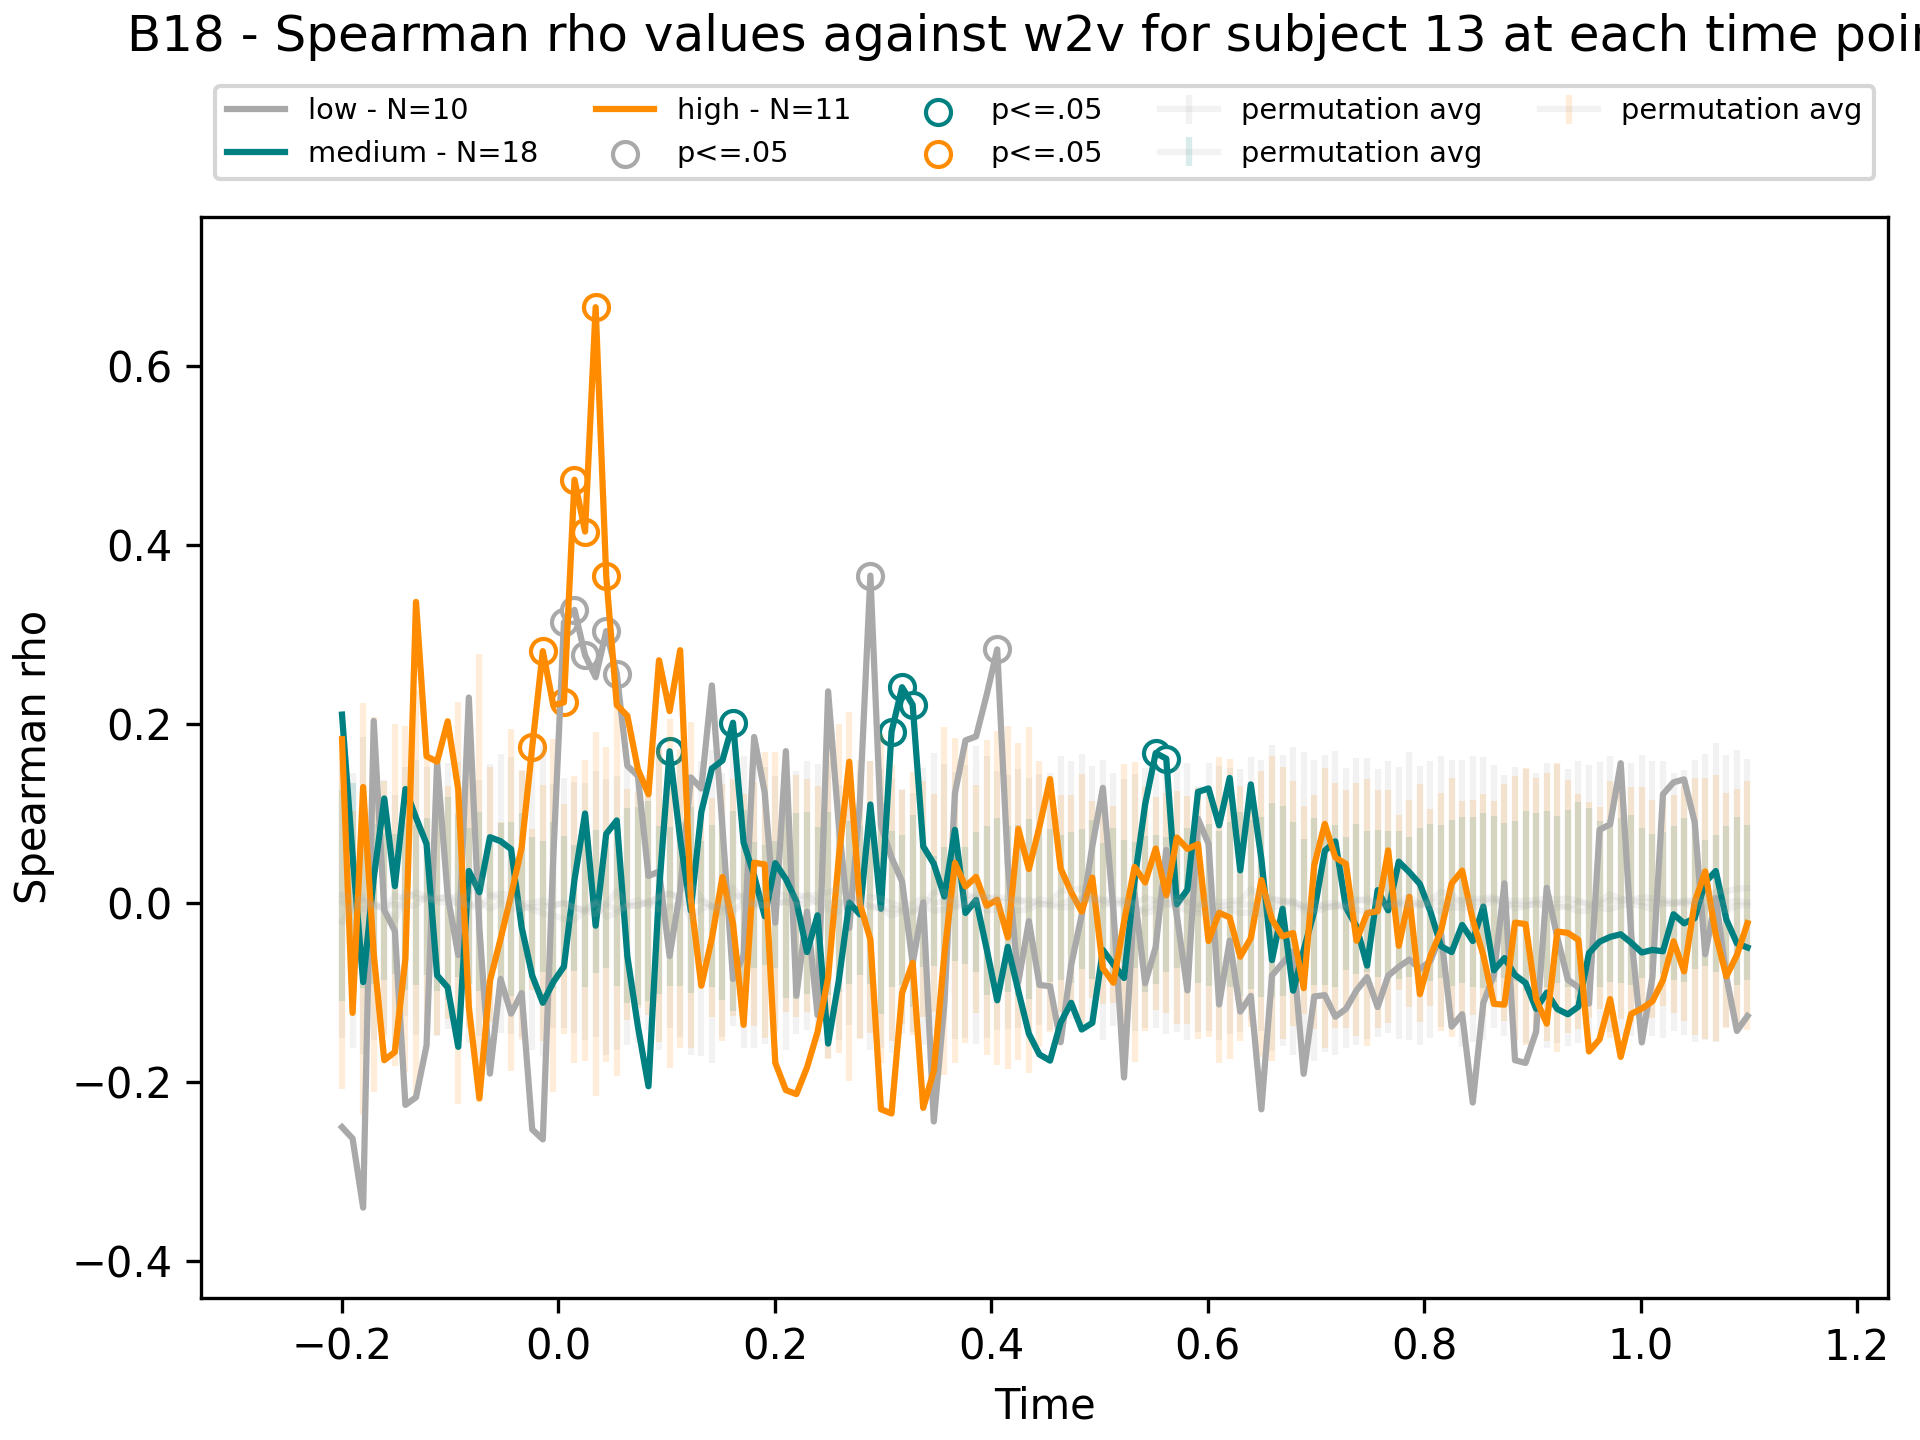 B18 - Spearman rho values against w2v for subject 13 at each time poi
low - N=10 high - N=11 p<=.05 permutation avg permutation avg
medium - N=18 p<=.05 p<=.05 permutation avg
0.6
0.4
0.2
0.0
−0.2
−0.4
Spearman rho
−0.2 0.0 0.2 0.4 0.6 0.8 1.0 1.2
Time